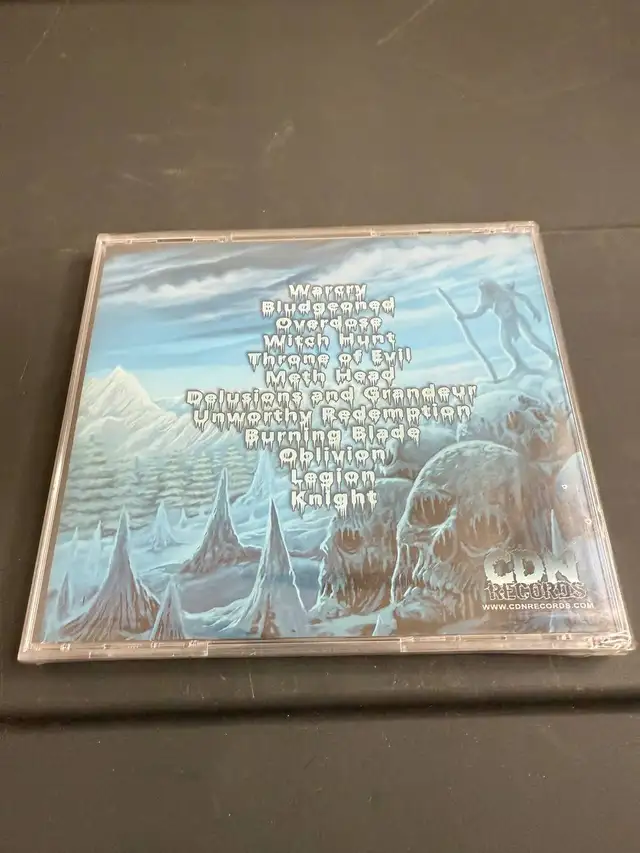 Warcry
Bludgeoned
Overdose
Witch Hunt
Throne of Evil
Meth Head
Delusions and Grandeur
Unworthy Redemption
Burning Blade
Oblivion
Legion
Knight
CDN
RECORDS
WWW.CDNRECORDS.COM